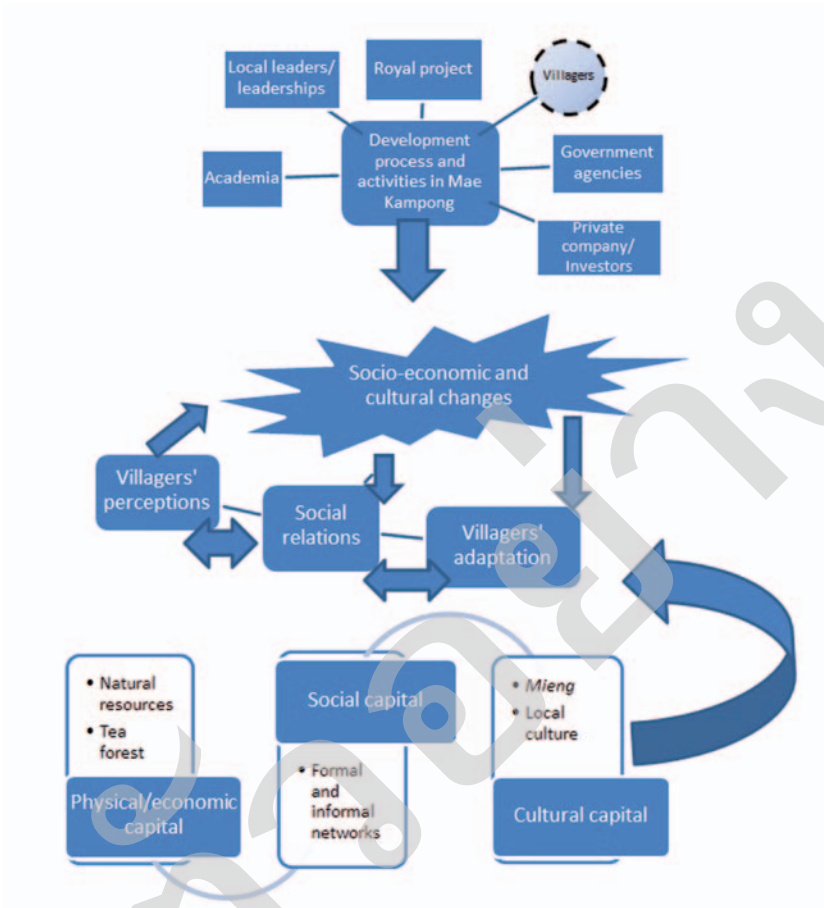 Local leaders/
leaderships
Royal project
Villagers
Academia
Development
process and
activities in Mae
Kampong
Government
agencies
Private
company/
Investors
Socio-economic and
cultural changes
Villagers'
perceptions
Social
relations
Villagers'
adaptation
• Natural
resources
• Tea
forest
Physical/economic
capital
Social capital
• Formal
and
informal
networks
• Mieng
• Local
culture
Cultural capital